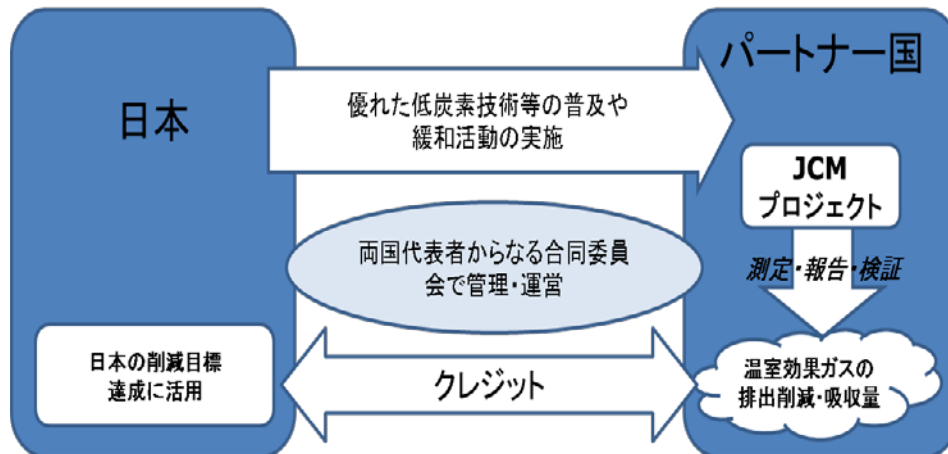 日本
優れた低炭素技術等の普及や
緩和活動の実施
パートナー国
JCM
プロジェクト
測定・報告・検証
両国代表者からなる合同委員
会で管理・運営
日本の削減目標
達成に活用
クレジット
温室効果ガスの
排出削減・吸収量